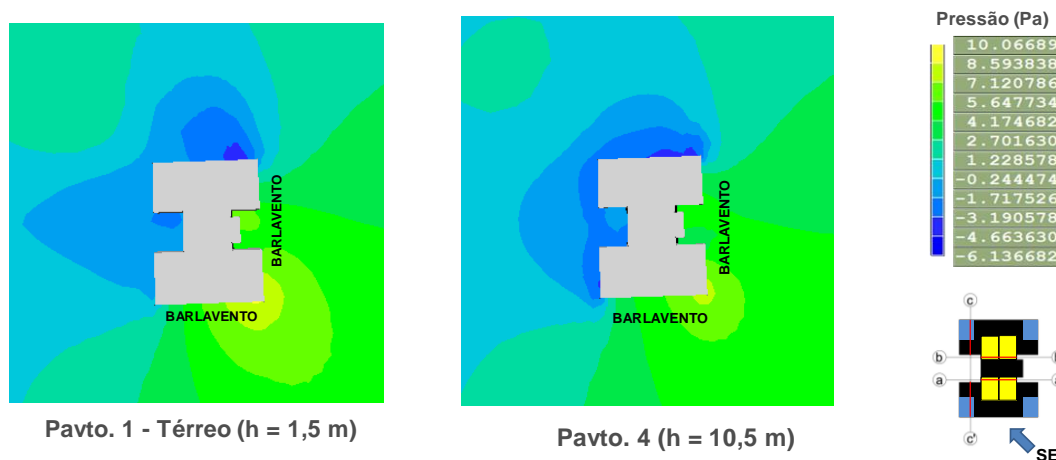 BARLAVENTO
BARLAVENTO
Pavto. 1 - Térreo (h = 1,5 m)
BARLAVENTO
BARLAVENTO
Pavto. 4 (h = 10,5 m)
Pressão (Pa)
10.06689
8.593838
7.120786
5.647734
4.174682
2.701630
1.228578
-0.244474
-1.717526
-3.190578
-4.663630
-6.136682
c
b
a
c'
SE